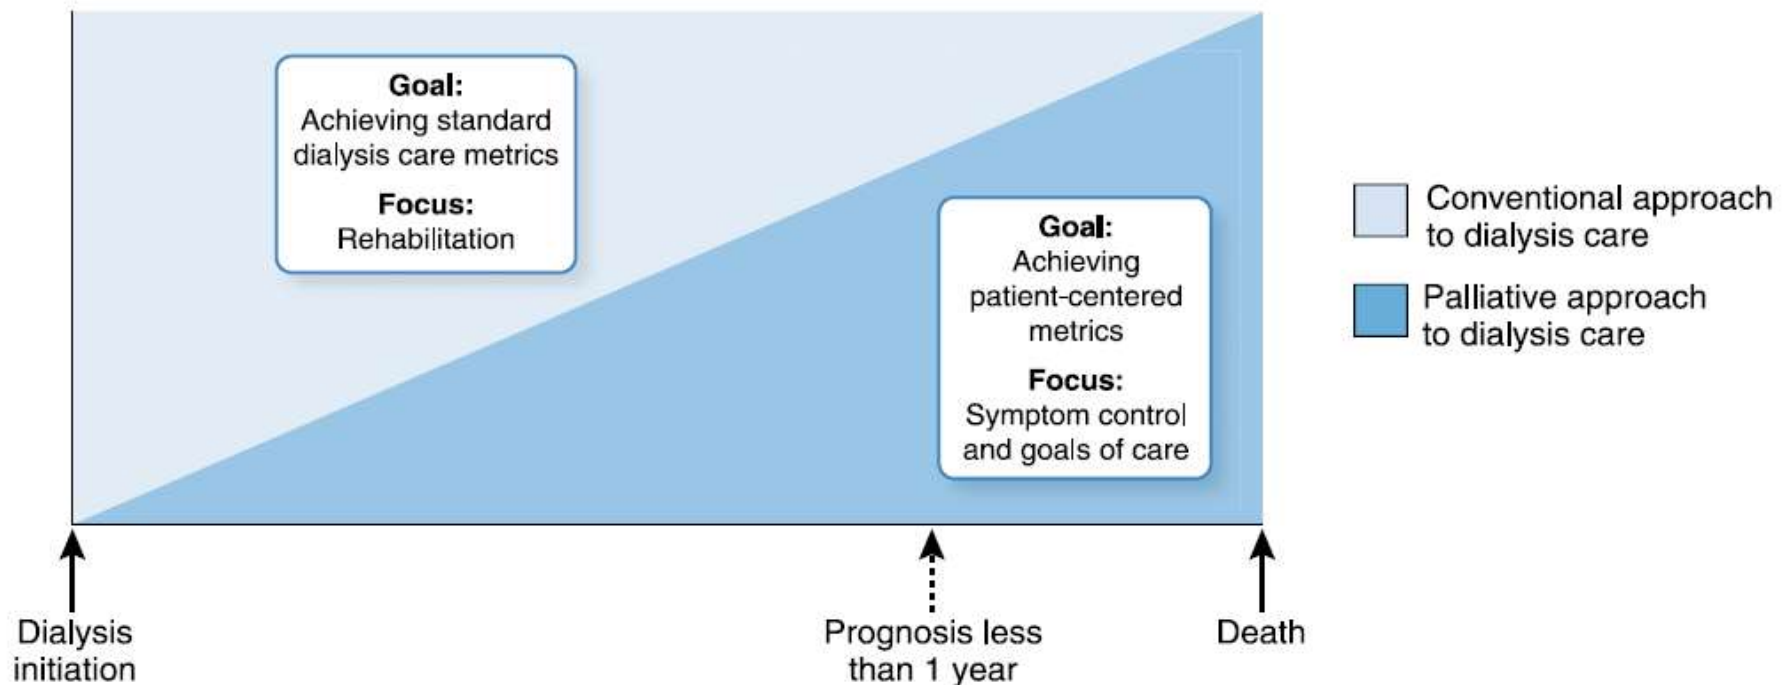 Goal:
Achieving standard
dialysis care metrics
Focus:
Rehabilitation
Goal:
Achieving
patient-centered
metrics
Focus:
Symptom control
and goals of care
Conventional approach
to dialysis care
Palliative approach
to dialysis care
Dialysis
initiation
Prognosis less
than 1 year
Death